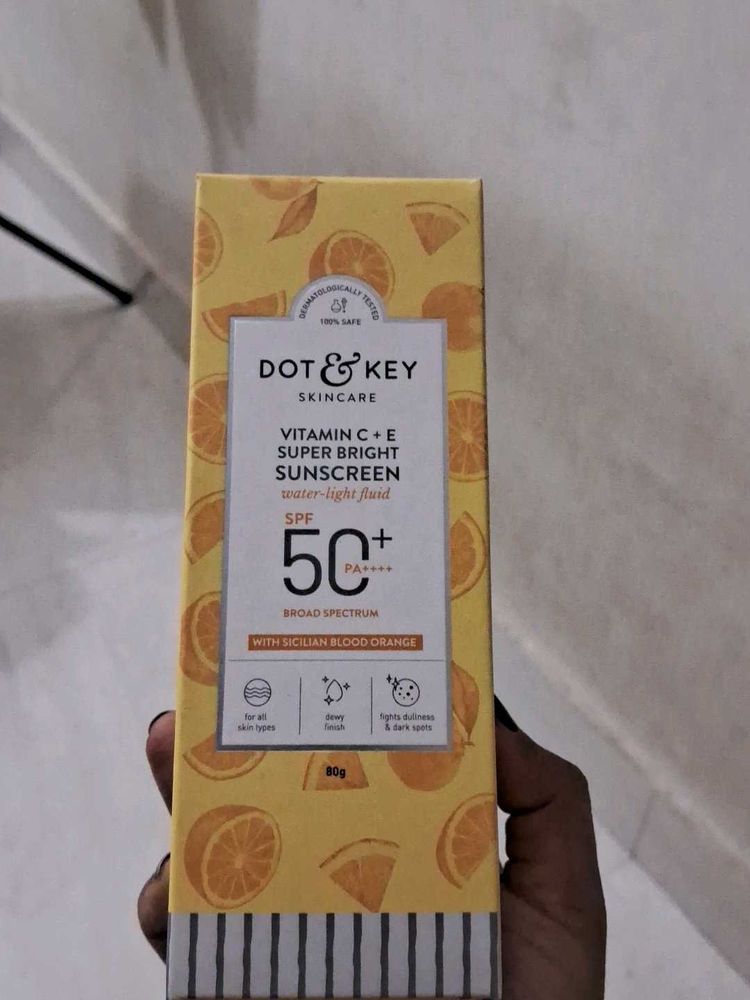 DERMATOLOGICALLY TESTED
100% SAFE
DOT & KEY
SKINCARE
VITAMIN C + E
SUPER BRIGHT
SUNSCREEN
water-light fluid
SPF
50+
PA++++
BROAD SPECTRUM
WITH SICILIAN BLOOD ORANGE
for all
skin types
dewy
finish
fights dullness
& dark spots
80g